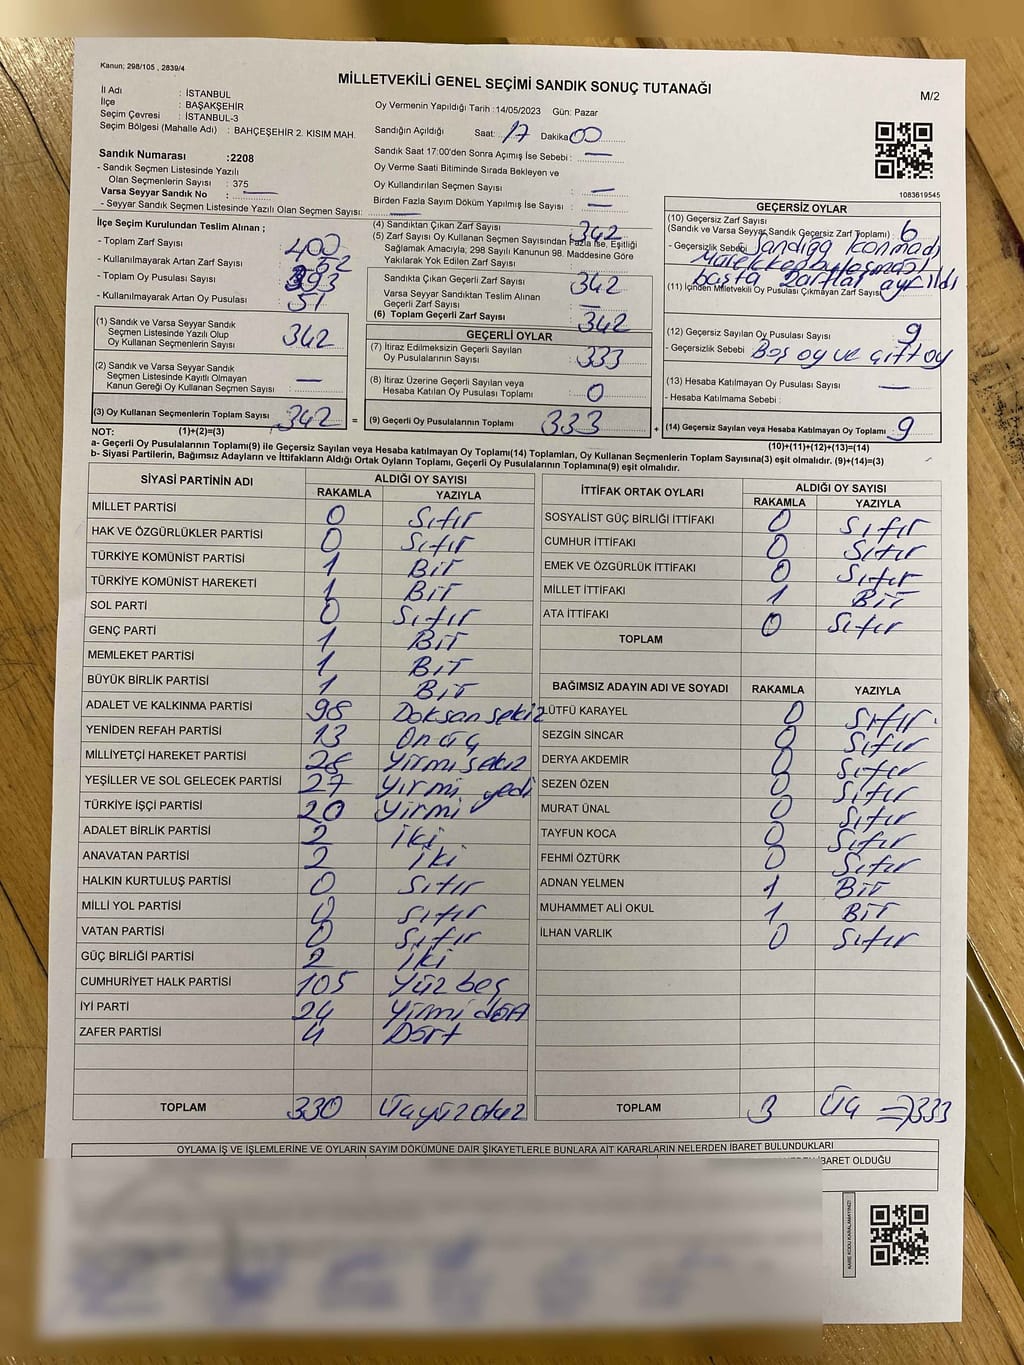 Kanun; 298/105 , 2839/4
MİLLETVEKİLİ GENEL SEÇİMİ SANDIK SONUÇ TUTANAĞI
M/2
İl Adı : İSTANBUL
İlçe : BAŞAKŞEHİR
Seçim Çevresi : İSTANBUL-3
Seçim Bölgesi (Mahalle Adı) : BAHÇEŞEHİR 2. KISIM MAH.
Sandık Numarası :2208
- Sandık Seçmen Listesinde Yazılı
Olan Seçmenlerin Sayısı : 375
Varsa Seyyar Sandık No : —
- Seyyar Sandık Seçmen Listesinde Yazılı Olan Seçmen Sayısı: —
Oy Vermenin Yapıldığı Tarih :14/05/2023 Gün: Pazar
Sandığın Açıldığı Saat: 17 Dakika 00
Sandık Saat 17:00'den Sonra Açımış İse Sebebi : —
Oy Verme Saati Bitiminde Sırada Bekleyen ve
Oy Kullandırılan Seçmen Sayısı : —
Birden Fazla Sayım Döküm Yapılmış İse Sayısı : —
1083619545
İlçe Seçim Kurulundan Teslim Alınan ;
- Toplam Zarf Sayısı : 400
- Kullanılmayarak Artan Zarf Sayısı :
- Toplam Oy Pusulası Sayısı : 393
- Kullanılmayarak Artan Oy Pusulası : 51
(1) Sandık ve Varsa Seyyar Sandık
Seçmen Listesinde Yazılı Olup
Oy Kullanan Seçmenlerin Sayısı : 342
(2) Sandık ve Varsa Seyyar Sandık
Seçmen Listesinde Kayıtlı Olmayan
Kanun Gereği Oy Kullanan Seçmen Sayısı : —
(3) Oy Kullanan Seçmenlerin Toplam Sayısı : 342 =
(4) Sandıktan Çıkan Zarf Sayısı : 342
(5) Zarf Sayısı Oy Kullanan Seçmen Sayısından Fazla İse, Eşitliği
Sağlamak Amacıyla, 298 Sayılı Kanunun 98. Maddesine Göre
Yakılarak Yok Edilen Zarf Sayısı :
Sandıkta Çıkan Geçerli Zarf Sayısı : 342
Varsa Seyyar Sandıktan Teslim Alınan
Geçerli Zarf Sayısı : —
(6) Toplam Geçerli Zarf Sayısı : 342
GEÇERLİ OYLAR
(7) İtiraz Edilmeksizin Geçerli Sayılan
Oy Pusulalarının Sayısı : 333
(8) İtiraz Üzerine Geçerli Sayılan veya
Hesaba Katılan Oy Pusulası Toplamı : 0
(9) Geçerli Oy Pusulalarının Toplamı : 333 +
GEÇERSİZ OYLAR
(10) Geçersiz Zarf Sayısı
(Sandık ve Varsa Seyyar Sandık Geçersiz Zarf Toplamı) : 6
- Geçersizlik Sebebi : Sandığa konmadı
başta zarflar ayrıldı
(11) İçinden Milletvekili Oy Pusulası Çıkmayan Zarf Sayısı
(12) Geçersiz Sayılan Oy Pusulası Sayısı : 9
- Geçersizlik Sebebi : Boş oy ve çift oy
(13) Hesaba Katılmayan Oy Pusulası Sayısı : —
- Hesaba Katılmama Sebebi :
(14) Geçersiz Sayılan veya Hesaba Katılmayan Oy Toplamı : 9
NOT: (1)+(2)=(3)
(10)+(11)+(12)+(13)=(14)
a- Geçerli Oy Pusulalarının Toplamı(9) ile Geçersiz Sayılan veya Hesaba katılmayan Oy Toplamı(14) Toplamları, Oy Kullanan Seçmenlerin Toplam Sayısına(3) eşit olmalıdır. (9)+(14)=(3)
b- Siyasi Partilerin, Bağımsız Adayların ve İttifakların Aldığı Ortak Oyların Toplamı, Geçerli Oy Pusulalarının Toplamına(9) eşit olmalıdır.
SİYASİ PARTİNİN ADI ALDIĞI OY SAYISI
RAKAMLA YAZIYLA
MİLLET PARTİSİ 0 Sıfır
HAK VE ÖZGÜRLÜKLER PARTİSİ 0 Sıfır
TÜRKİYE KOMÜNİST PARTİSİ 1 Bir
TÜRKİYE KOMÜNİST HAREKETİ 1 Bir
SOL PARTİ 0 Sıfır
GENÇ PARTİ 1 Bir
MEMLEKET PARTİSİ 1 Bir
BÜYÜK BİRLİK PARTİSİ 1 Bir
ADALET VE KALKINMA PARTİSİ 98 Doksan sekiz
YENİDEN REFAH PARTİSİ 13 On üç
MİLLİYETÇİ HAREKET PARTİSİ 28 Yirmi sekiz
YEŞİLLER VE SOL GELECEK PARTİSİ 27 Yirmi yedi
TÜRKİYE İŞÇİ PARTİSİ 20 Yirmi
ADALET BİRLİK PARTİSİ 2 İki
ANAVATAN PARTİSİ 2 İki
HALKIN KURTULUŞ PARTİSİ 0 Sıfır
MİLLİ YOL PARTİSİ 0 Sıfır
VATAN PARTİSİ 0 Sıfır
GÜÇ BİRLİĞİ PARTİSİ 2 İki
CUMHURİYET HALK PARTİSİ 105 Yüz beş
İYİ PARTİ 24 Yirmi dört
ZAFER PARTİSİ 4 Dört
TOPLAM 330 Üçyüz otuz
İTTİFAK ORTAK OYLARI ALDIĞI OY SAYISI
RAKAMLA YAZIYLA
SOSYALİST GÜÇ BİRLİĞİ İTTİFAKI 0 Sıfır
CUMHUR İTTİFAKI 0 Sıfır
EMEK VE ÖZGÜRLÜK İTTİFAKI 0 Sıfır
MİLLET İTTİFAKI 1 Bir
ATA İTTİFAKI 0 Sıfır
TOPLAM
BAĞIMSIZ ADAYIN ADI VE SOYADI RAKAMLA YAZIYLA
LÜTFÜ KARAYEL 0 Sıfır
SEZGİN SİNCAR 0 Sıfır
DERYA AKDEMİR 0 Sıfır
SEZEN ÖZEN 0 Sıfır
MURAT ÜNAL 0 Sıfır
TAYFUN KOCA 0 Sıfır
FEHMİ ÖZTÜRK 0 Sıfır
ADNAN YELMEN 1 Bir
MUHAMMET ALİ OKUL 1 Bir
İLHAN VARLIK 0 Sıfır
TOPLAM 3 Üç =>333
OYLAMA İŞ VE İŞLEMLERİNE VE OYLARIN SAYIM DÖKÜMÜNE DAİR ŞİKAYETLERLE BUNLARA AİT KARARLARIN NELERDEN İBARET BULUNDUKLARI
İBARET OLDUĞU
KARE KODU KARALAMAYINIZ!